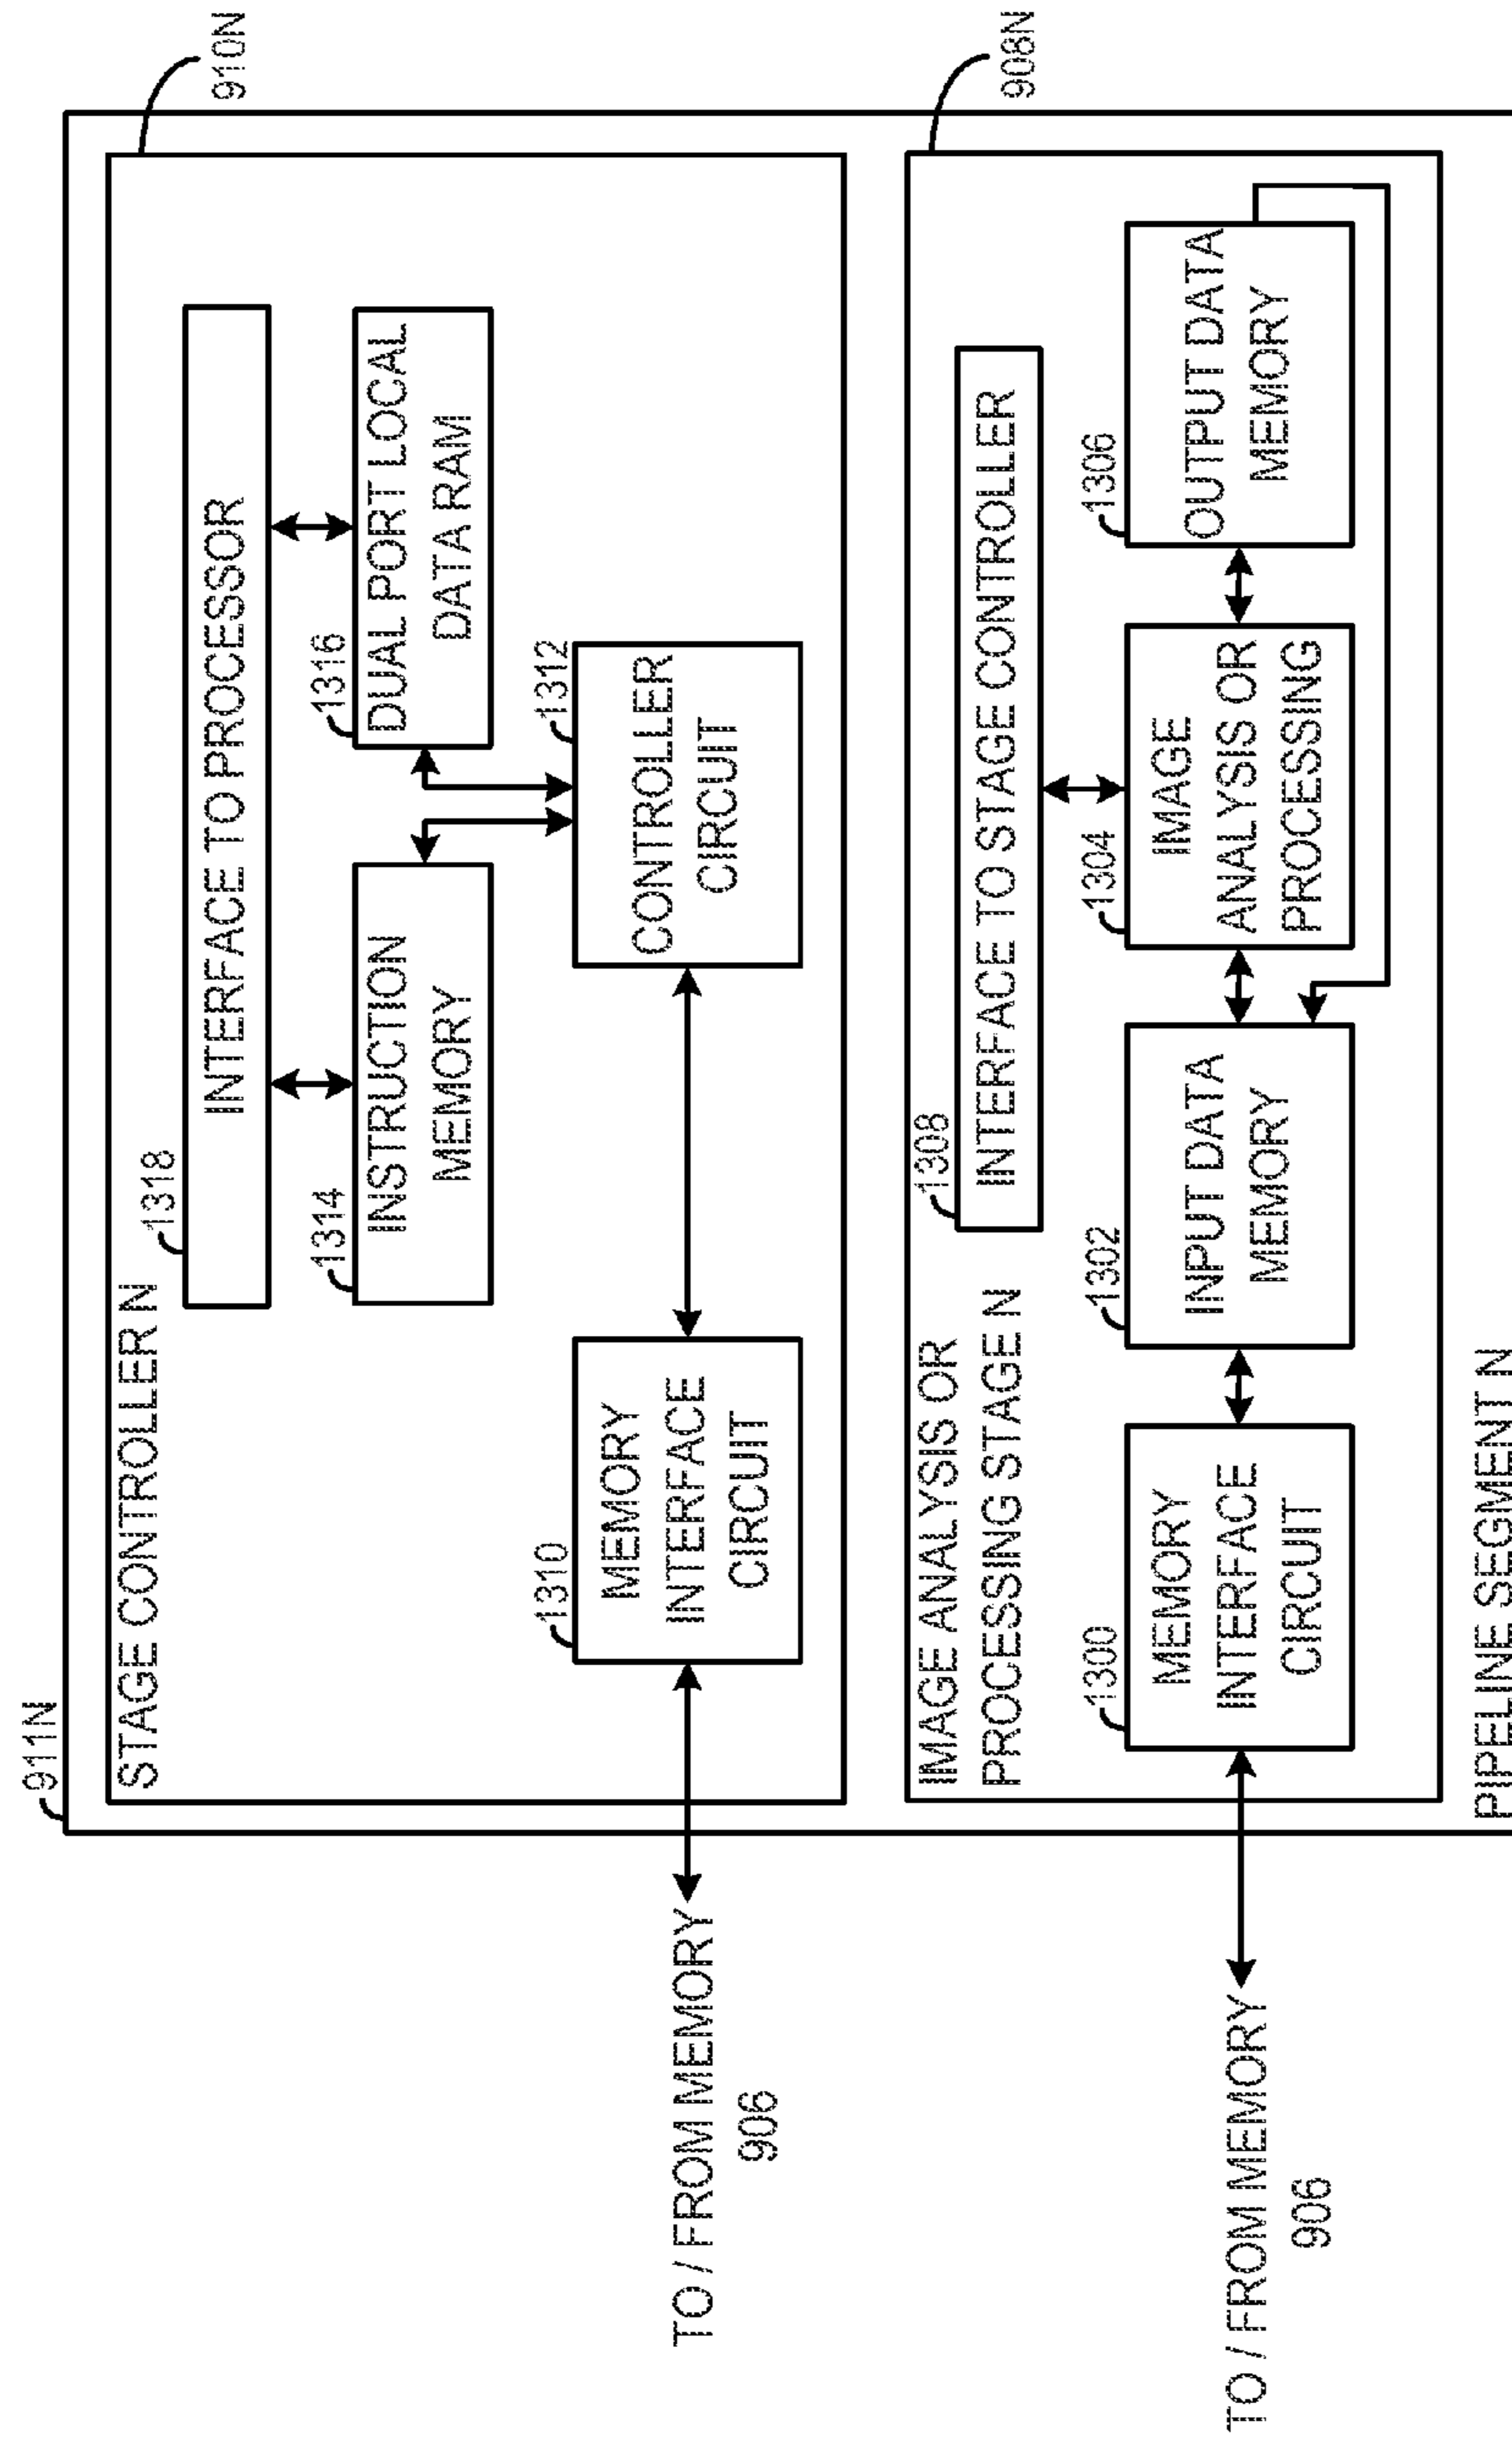 911N
910N
STAGE CONTROLLER N
1318
INTERFACE TO PROCESSOR
1314
INSTRUCTION
MEMORY
1316
DUAL PORT LOCAL
DATA RAM
1310
MEMORY
INTERFACE
CIRCUIT
1312
CONTROLLER
CIRCUIT
TO / FROM MEMORY
906
908N
IMAGE ANALYSIS OR
PROCESSING STAGE N
1308
INTERFACE TO STAGE CONTROLLER
1300
MEMORY
INTERFACE
CIRCUIT
1302
INPUT DATA
MEMORY
1304
IMAGE
ANALYSIS OR
PROCESSING
1306
OUTPUT DATA
MEMORY
TO / FROM MEMORY
906
PIPELINE SEGMENT N